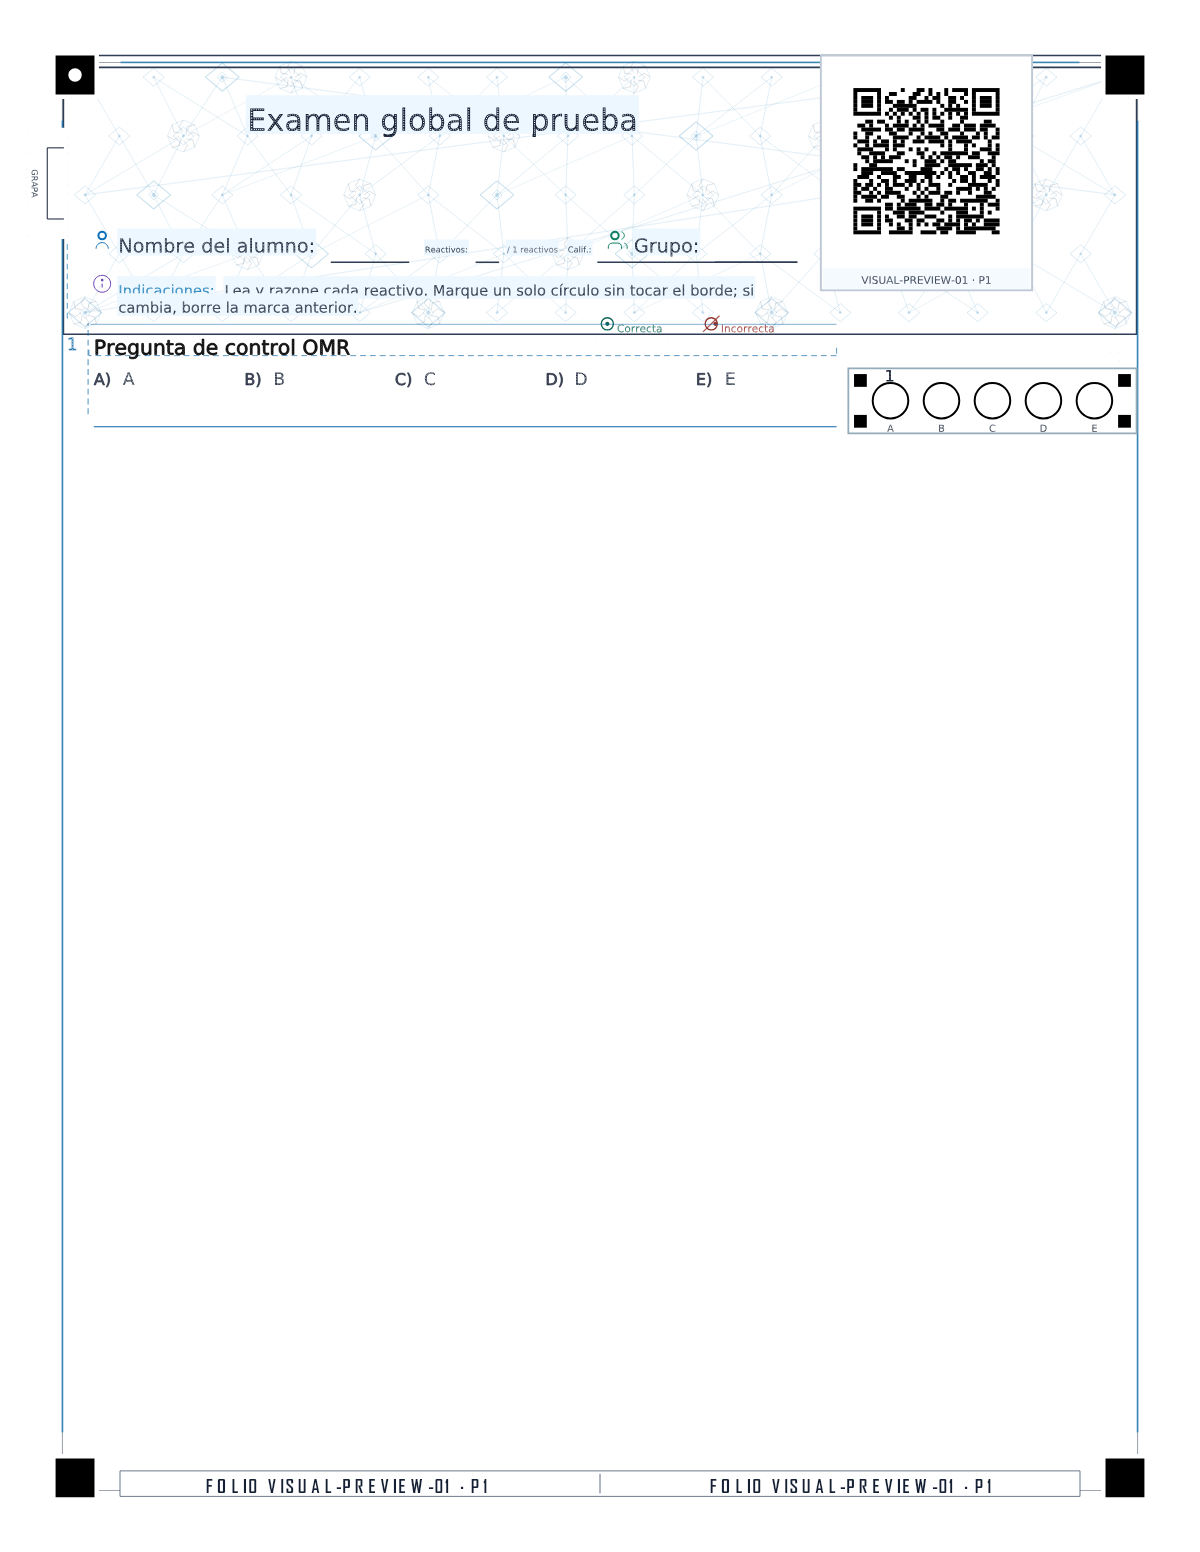 Examen global de prueba
GRAPA
Nombre del alumno: Reactivos: / 1 reactivos Calif.: Grupo:
VISUAL-PREVIEW-01 · P1
Indicaciones: Lea y razone cada reactivo. Marque un solo círculo sin tocar el borde; si
cambia, borre la marca anterior.
Correcta Incorrecta
1 Pregunta de control OMR
A) A B) B C) C D) D E) E
1
A B C D E
FOLIO VISUAL-PREVIEW-01 · P1 FOLIO VISUAL-PREVIEW-01 · P1